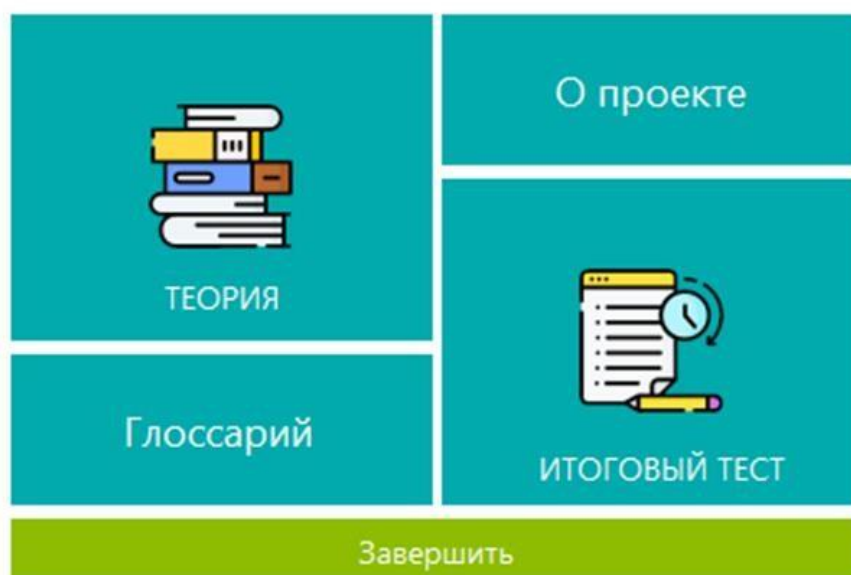 О проекте
ТЕОРИЯ
Глоссарий
ИТОГОВЫЙ ТЕСТ
Завершить